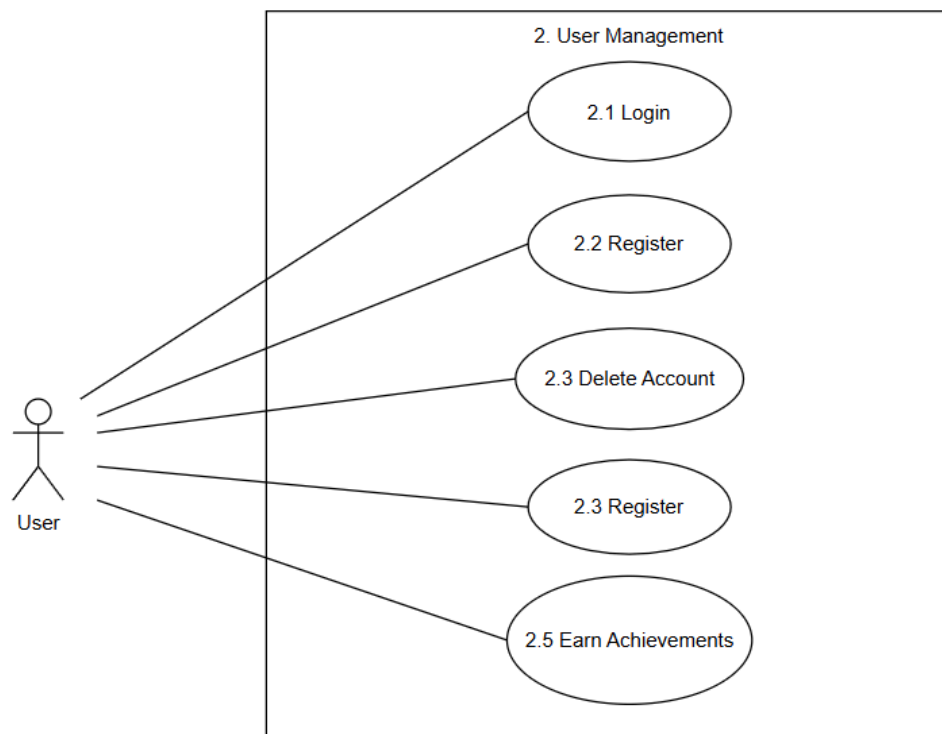 2. User Management
2.1 Login
2.2 Register
2.3 Delete Account
2.3 Register
User
2.5 Earn Achievements